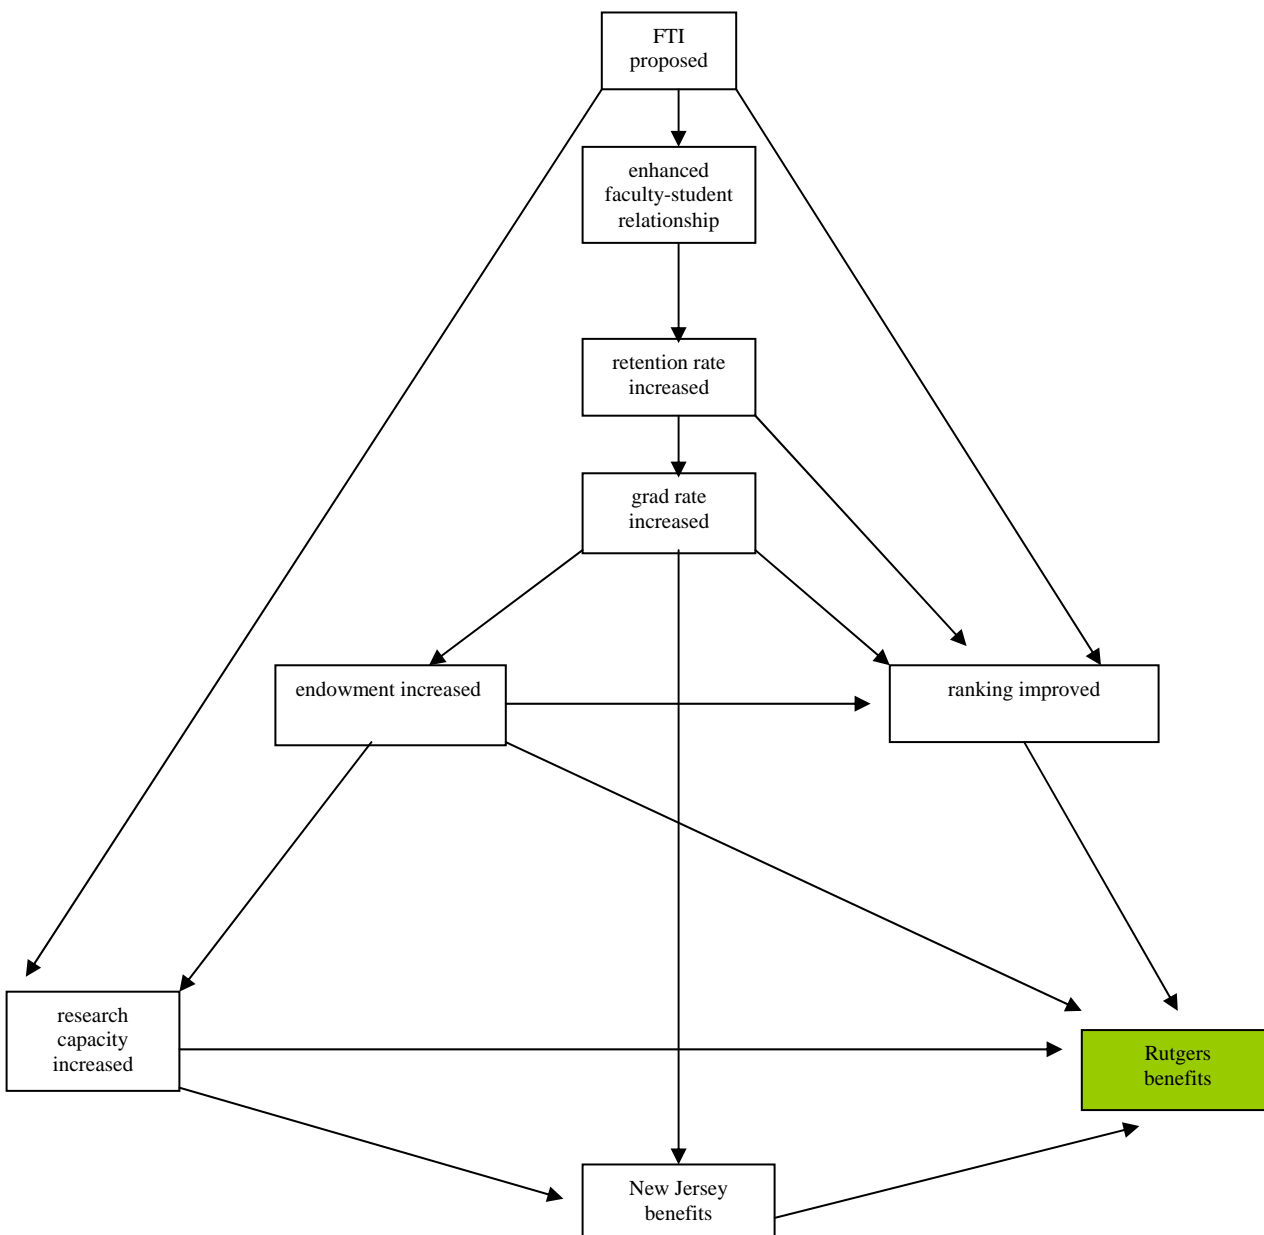 FTI
proposed
enhanced
faculty-student
relationship
retention rate
increased
grad rate
increased
endowment increased
ranking improved
research
capacity
increased
Rutgers
benefits
New Jersey
benefits